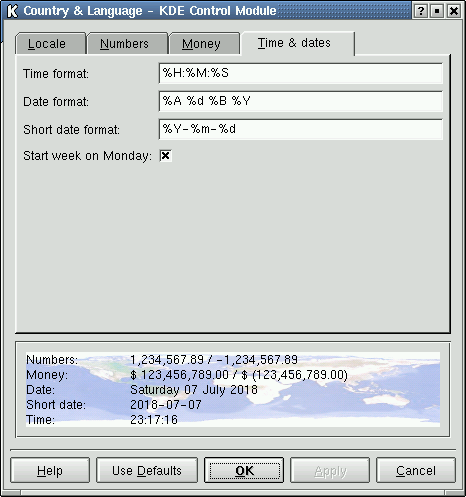 Country & Language - KDE Control Module
Locale Numbers Money Time & dates
Time format: %H:%M:%S
Date format: %A %d %B %Y
Short date format: %Y-%m-%d
Start week on Monday:
Numbers: 1,234,567.89 / -1,234,567.89
Money: $ 123,456,789.00 / $ (123,456,789.00)
Date: Saturday 07 July 2018
Short date: 2018-07-07
Time: 23:17:16
Help Use Defaults OK Apply Cancel